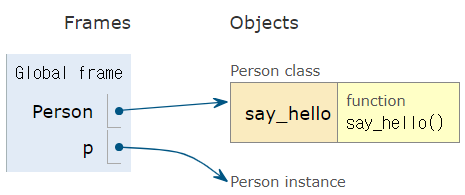 Frames
Objects
Global frame
Person
p
Person class
say_hello
function
say_hello()
Person instance